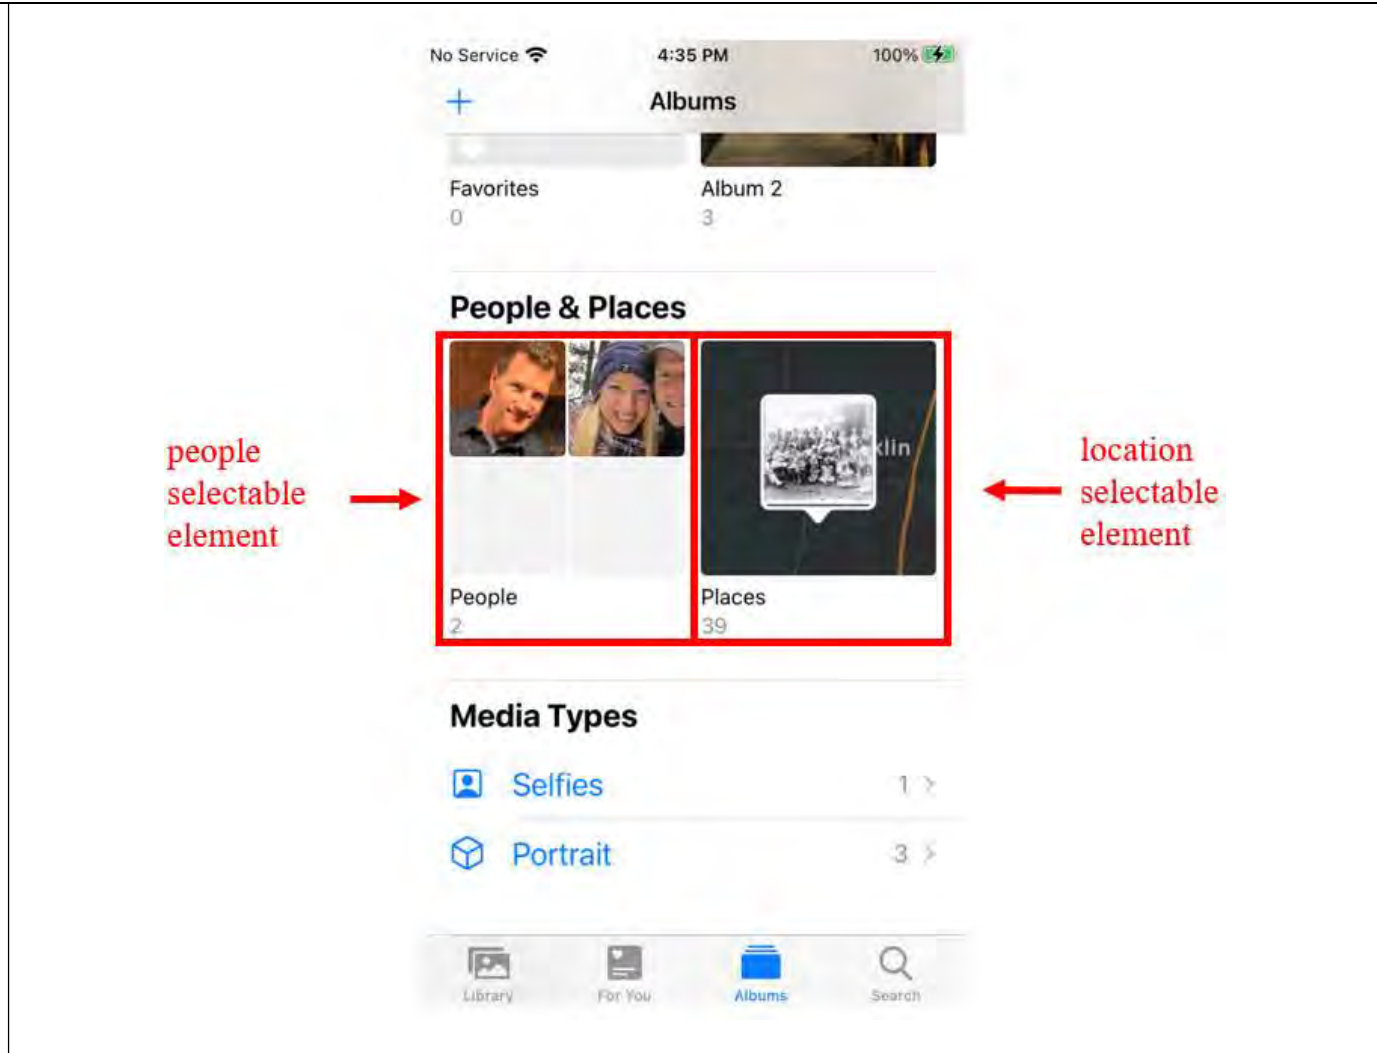 No Service 4:35 PM 100%
+ Albums
Favorites Album 2
0 3
People & Places
klin
people
selectable
element
location
selectable
element
People Places
2 39
Media Types
Selfies 1 >
Portrait 3 >
Library For You Albums Search